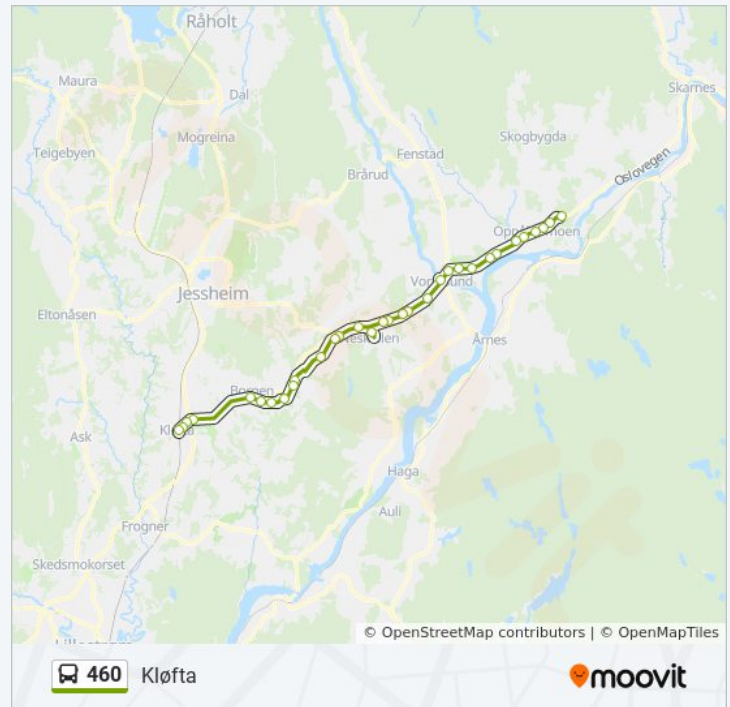 Råholt
Skarnes
Maura
Dal
Mogreina
Skogbygda
Teigebyen
Fenstad
Oslovegen
Brårud
Jessheim
Eltonåsen
Årnes
Ask
Haga
Auli
Frogner
Skedsmokorset
© OpenStreetMap contributors | © OpenMapTiles
460 Kløfta
moovit